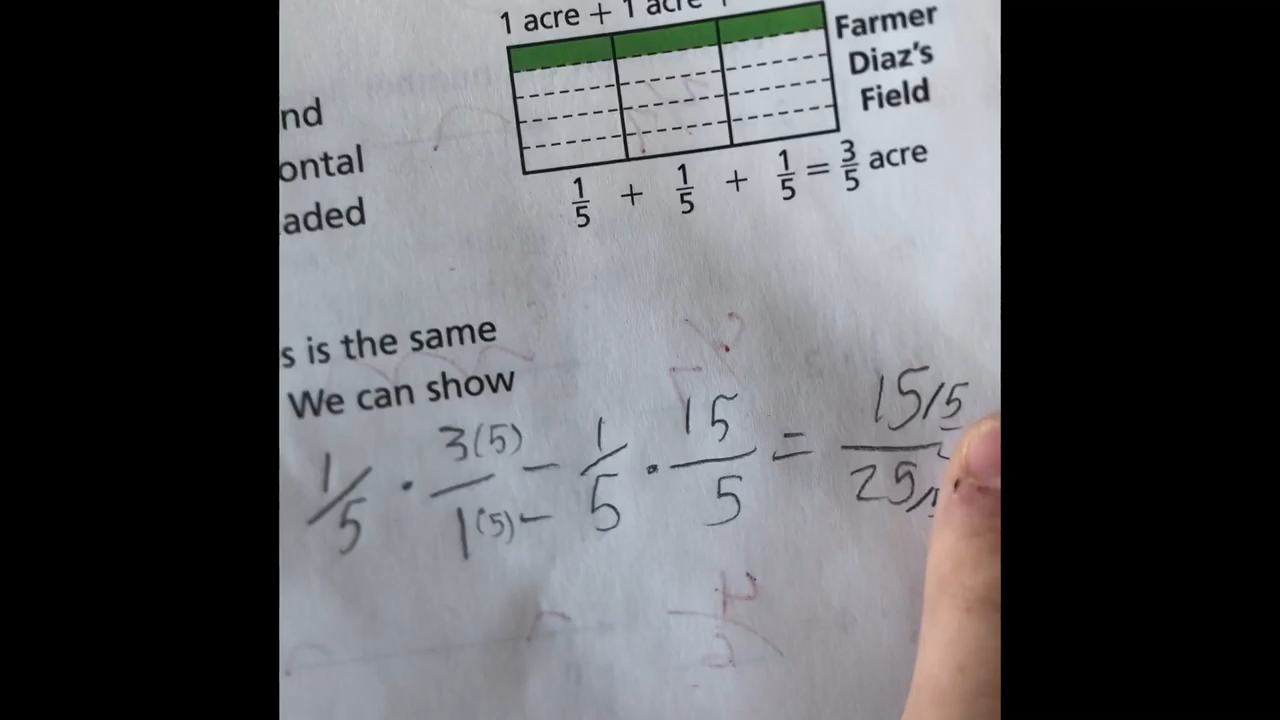 1 acre + 1 acre +
Farmer
Diaz's
Field
1/5 + 1/5 + 1/5 = 3/5 acre
nd
ontal
aded
s is the same
We can show
1/5 · 3(5)/1(5) — 1/5 · 15/5 = 15/5 / 25/